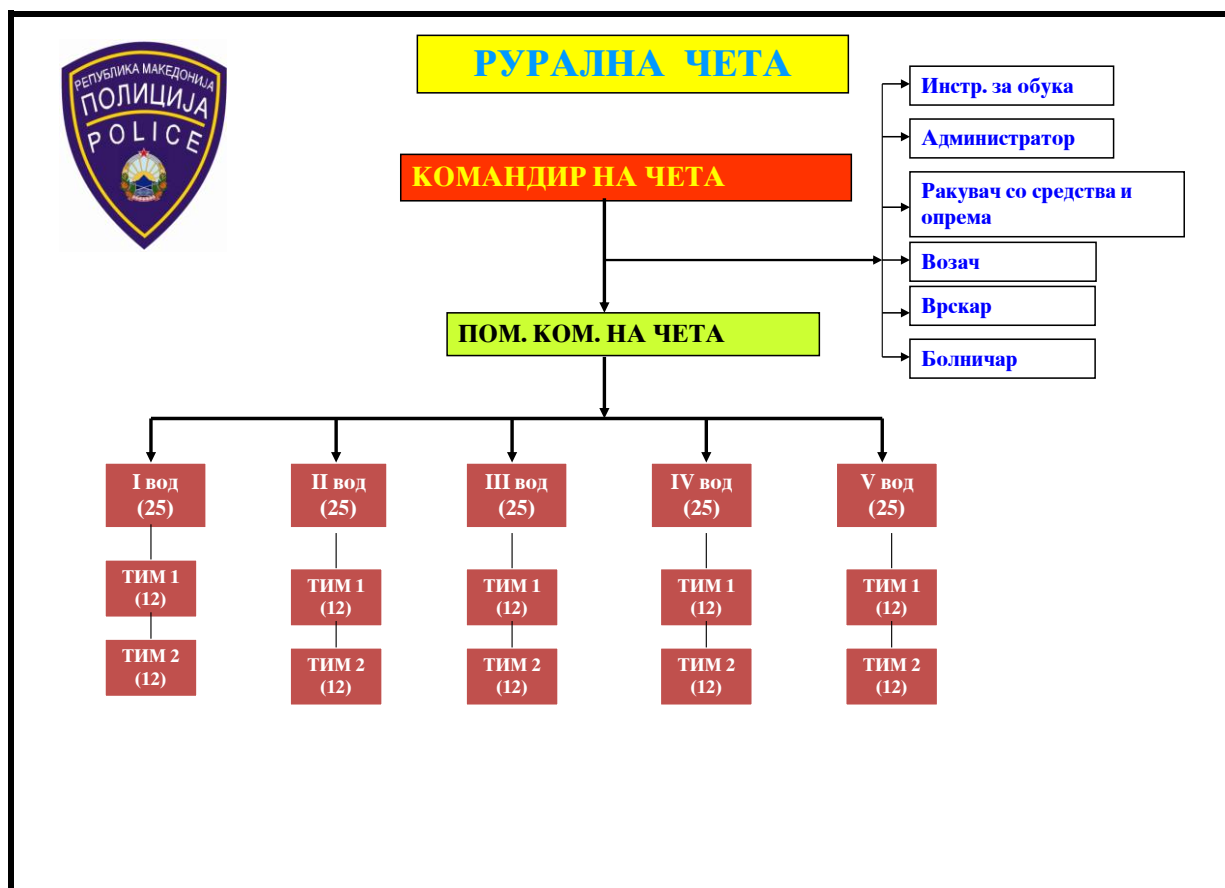 РЕПУБЛИКА МАКЕДОНИЈА
ПОЛИЦИЈА
POLICE
РУРАЛНА ЧЕТА
Инстр. за обука
Администратор
КОМАНДИР НА ЧЕТА
Ракувач со средства и
опрема
Возач
Врскар
ПОМ. КОМ. НА ЧЕТА
Болничар
I вод
(25)
II вод
(25)
III вод
(25)
IV вод
(25)
V вод
(25)
ТИМ 1
(12)
ТИМ 1
(12)
ТИМ 1
(12)
ТИМ 1
(12)
ТИМ 1
(12)
ТИМ 2
(12)
ТИМ 2
(12)
ТИМ 2
(12)
ТИМ 2
(12)
ТИМ 2
(12)